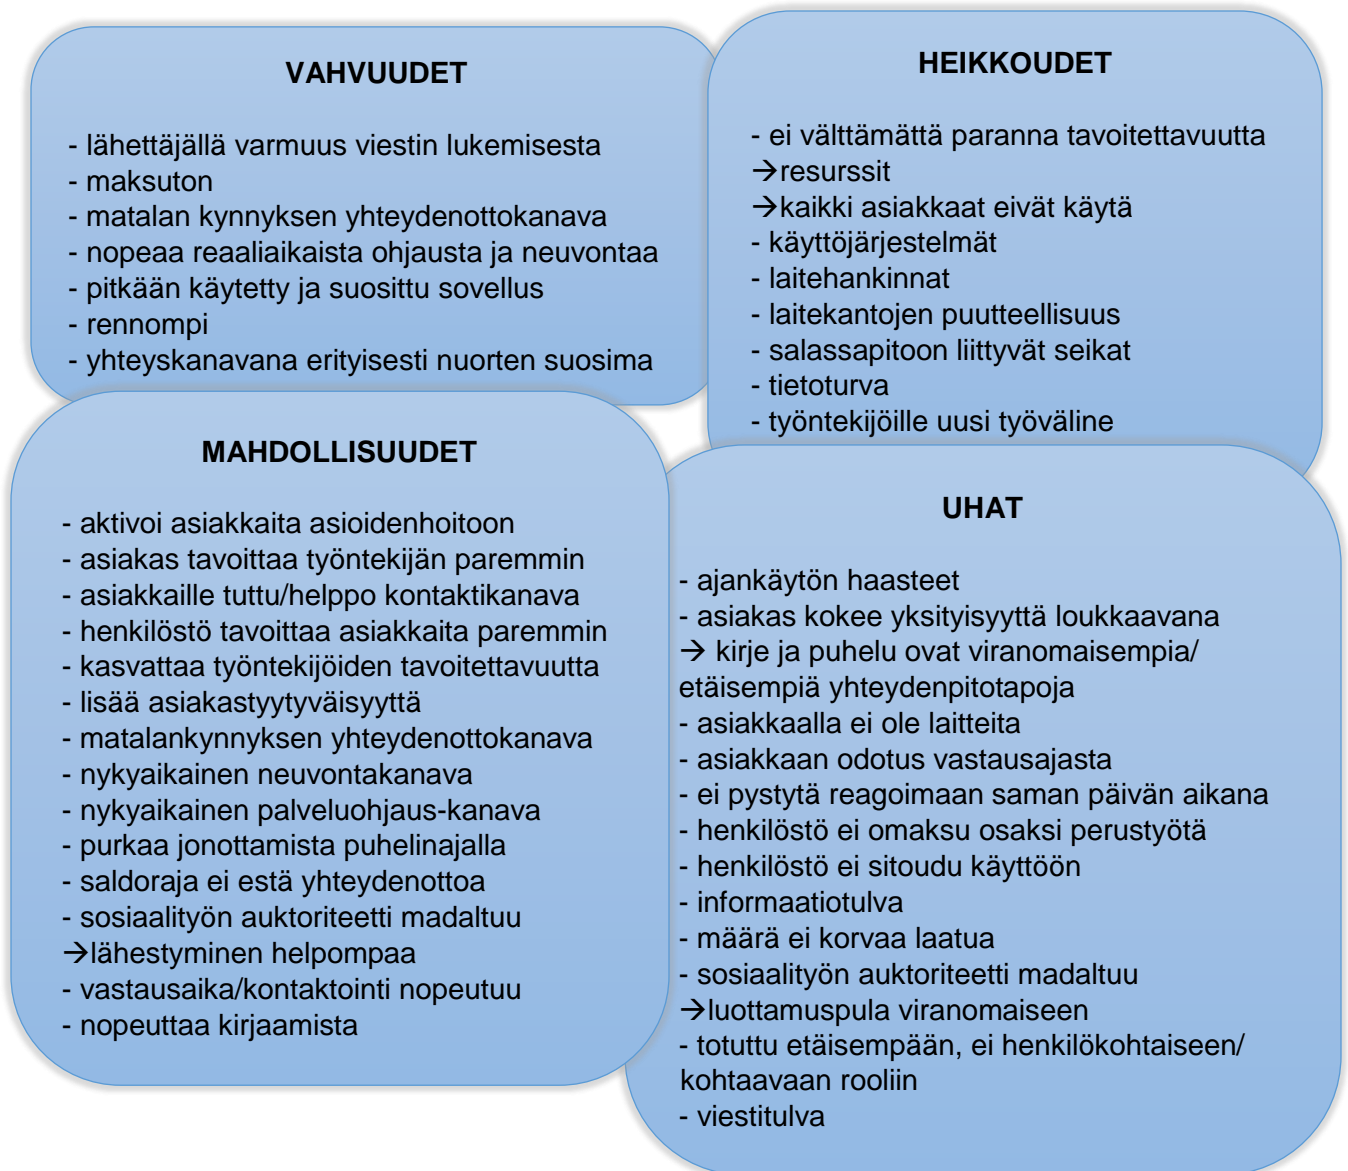 VAHVUUDET
- lähettäjällä varmuus viestin lukemisesta
- maksuton
- matalan kynnyksen yhteydenottokanava
- nopeaa reaaliaikaista ohjausta ja neuvontaa
- pitkään käytetty ja suosittu sovellus
- rennompi
- yhteyskanavana erityisesti nuorten suosima
HEIKKOUDET
- ei välttämättä paranna tavoitettavuutta
→resurssit
→kaikki asiakkaat eivät käytä
- käyttöjärjestelmät
- laitehankinnat
- laitekantojen puutteellisuus
- salassapitoon liittyvät seikat
- tietoturva
- työntekijöille uusi työväline
MAHDOLLISUUDET
- aktivoi asiakkaita asioidenhoitoon
- asiakas tavoittaa työntekijän paremmin
- asiakkaille tuttu/helppo kontaktikanava
- henkilöstö tavoittaa asiakkaita paremmin
- kasvattaa työntekijöiden tavoitettavuutta
- lisää asiakastyytyväisyyttä
- matalankynnyksen yhteydenottokanava
- nykyaikainen neuvontakanava
- nykyaikainen palveluohjaus-kanava
- purkaa jonottamista puhelinajalla
- saldoraja ei estä yhteydenottoa
- sosiaalityön auktoriteetti madaltuu
→lähestyminen helpompaa
- vastausaika/kontaktointi nopeutuu
- nopeuttaa kirjaamista
UHAT
- ajankäytön haasteet
- asiakas kokee yksityisyyttä loukkaavana
→ kirje ja puhelu ovat viranomaisempia/
etäisempiä yhteydenpitotapoja
- asiakkaalla ei ole laitteita
- asiakkaan odotus vastausajasta
- ei pystytä reagoimaan saman päivän aikana
- henkilöstö ei omaksu osaksi perustyötä
- henkilöstö ei sitoudu käyttöön
- informaatiotulva
- määrä ei korvaa laatua
- sosiaalityön auktoriteetti madaltuu
→luottamuspula viranomaiseen
- totuttu etäisempään, ei henkilökohtaiseen/
kohtaavaan rooliin
- viestitulva